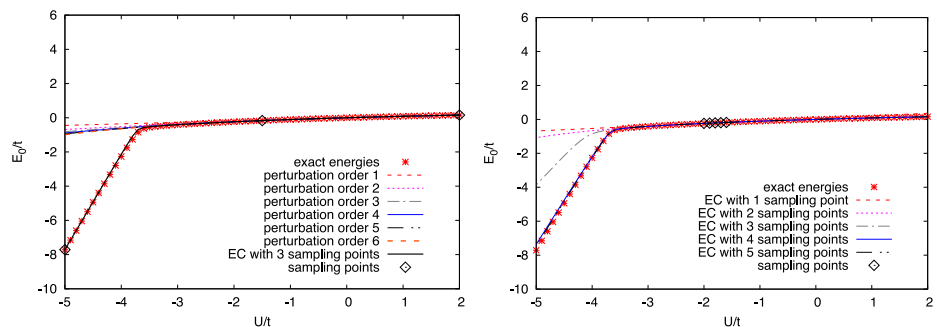 6
4
2
0
-2
-4
-6
-8
-10
E0/t
exact energies
perturbation order 1
perturbation order 2
perturbation order 3
perturbation order 4
perturbation order 5
perturbation order 6
EC with 3 sampling points
sampling points
-5 -4 -3 -2 -1 0 1 2
U/t
6
4
2
0
-2
-4
-6
-8
-10
E0/t
exact energies
EC with 1 sampling point
EC with 2 sampling points
EC with 3 sampling points
EC with 4 sampling points
EC with 5 sampling points
sampling points
-5 -4 -3 -2 -1 0 1 2
U/t